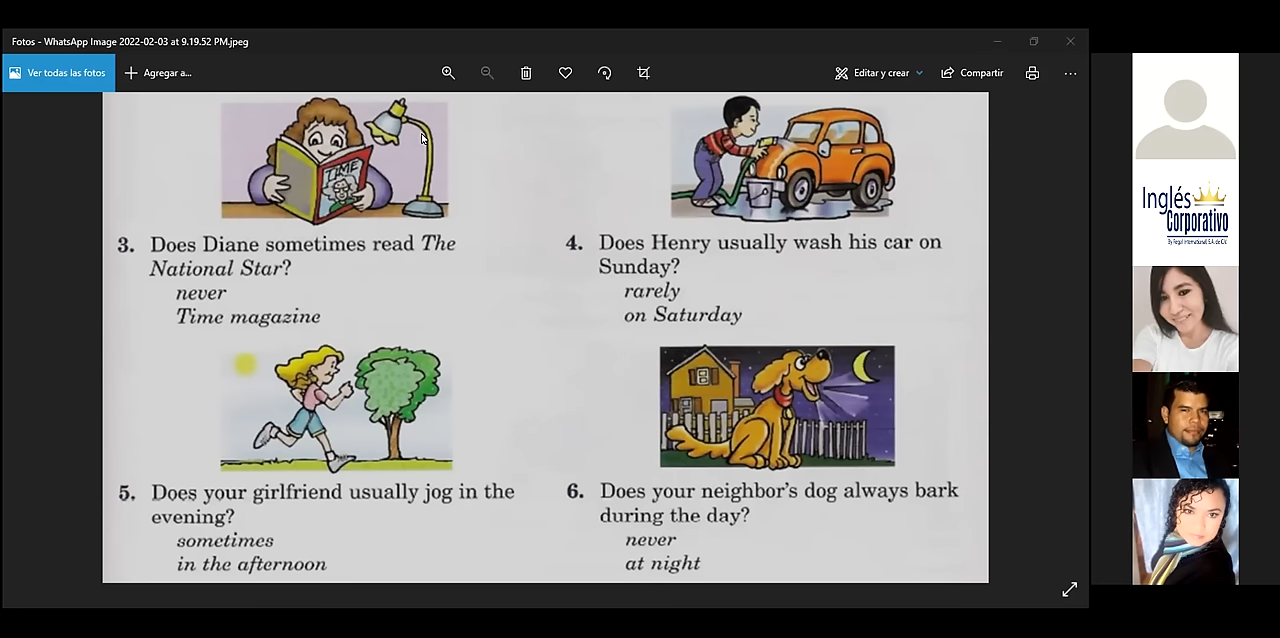 Fotos - WhatsApp Image 2022-02-03 at 9.19.52 PM.jpeg
Ver todas las fotos
Agregar a...
Editar y crear
Compartir
TIME
3. Does Diane sometimes read The
National Star?
never
Time magazine
4. Does Henry usually wash his car on
Sunday?
rarely
on Saturday
5. Does your girlfriend usually jog in the
evening?
sometimes
in the afternoon
6. Does your neighbor's dog always bark
during the day?
never
at night
Inglés
Corporativo